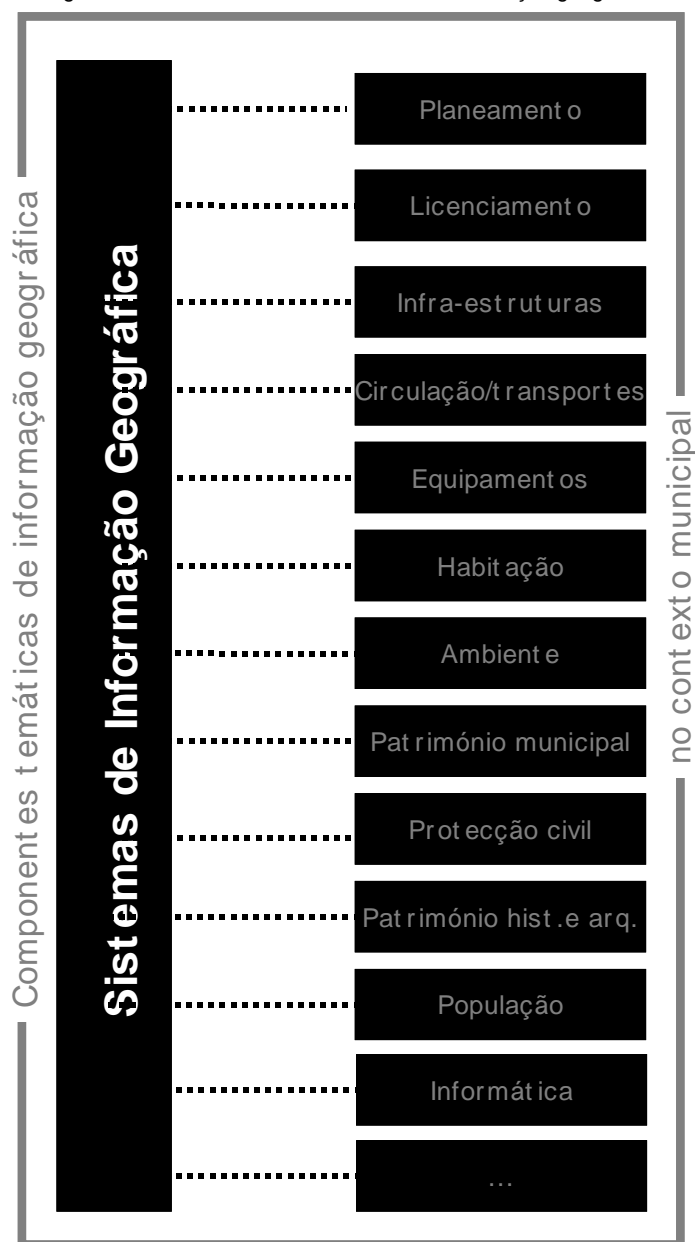 Componentes temáticas de informação geográfica
Sistemas de Informação Geográfica
Planeamento
Licenciamento
Infra-estruturas
Circulação/transportes
Equipamentos
Habitação
Ambiente
Património municipal
Protecção civil
Património hist.e arq.
População
Informática
...
no contexto municipal